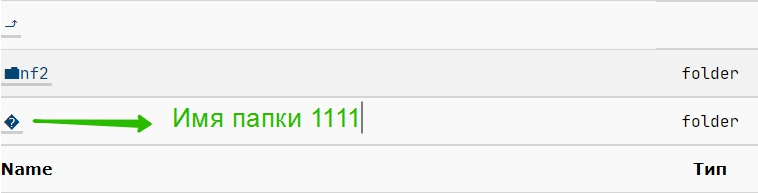 nf2 folder
� Имя папки 1111 folder
Name Тип